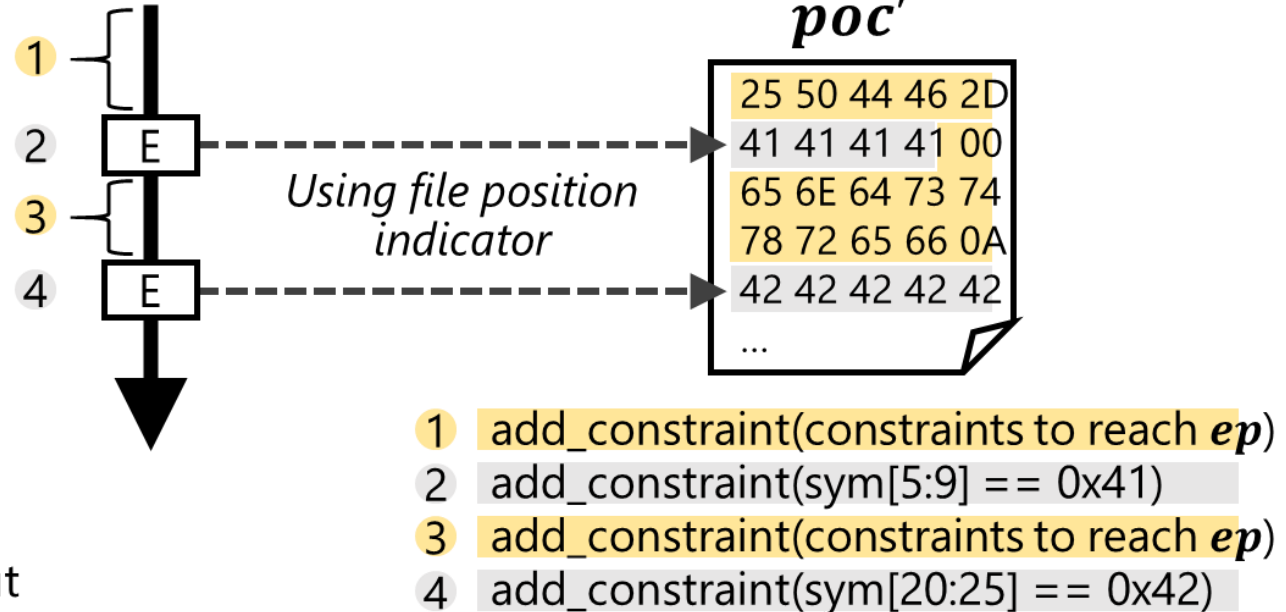 poc′
1
25 50 44 46 2D
2 E
41 41 41 41 00
Using file position
indicator
3
65 6E 64 73 74
78 72 65 66 0A
4 E
42 42 42 42 42
...
1 add_constraint(constraints to reach ep)
2 add_constraint(sym[5:9] == 0x41)
3 add_constraint(constraints to reach ep)
4 add_constraint(sym[20:25] == 0x42)